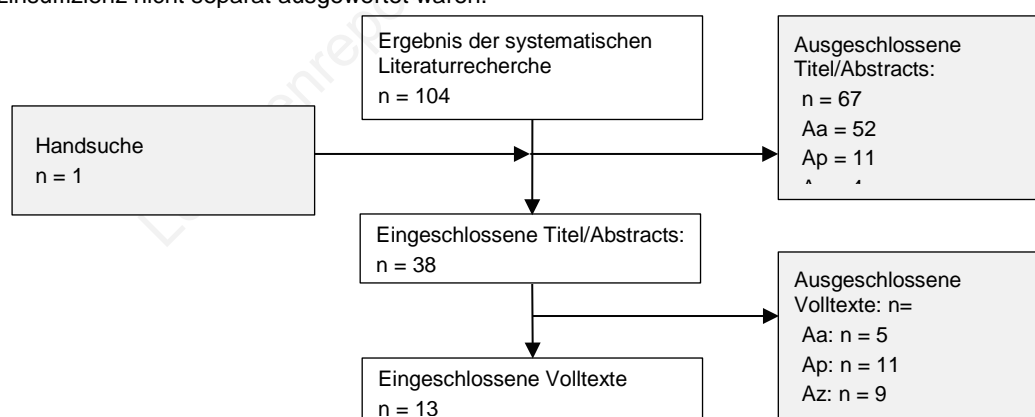 nicht separat ausgewertet waren.
Ergebnis der systematischen
Literaturrecherche
n = 104
Ausgeschlossene
Titel/Abstracts:
n = 67
Aa = 52
Ap = 11
Handsuche
n = 1
Eingeschlossene Titel/Abstracts:
n = 38
Ausgeschlossene
Volltexte: n=
Aa: n = 5
Ap: n = 11
Az: n = 9
Eingeschlossene Volltexte
n = 13